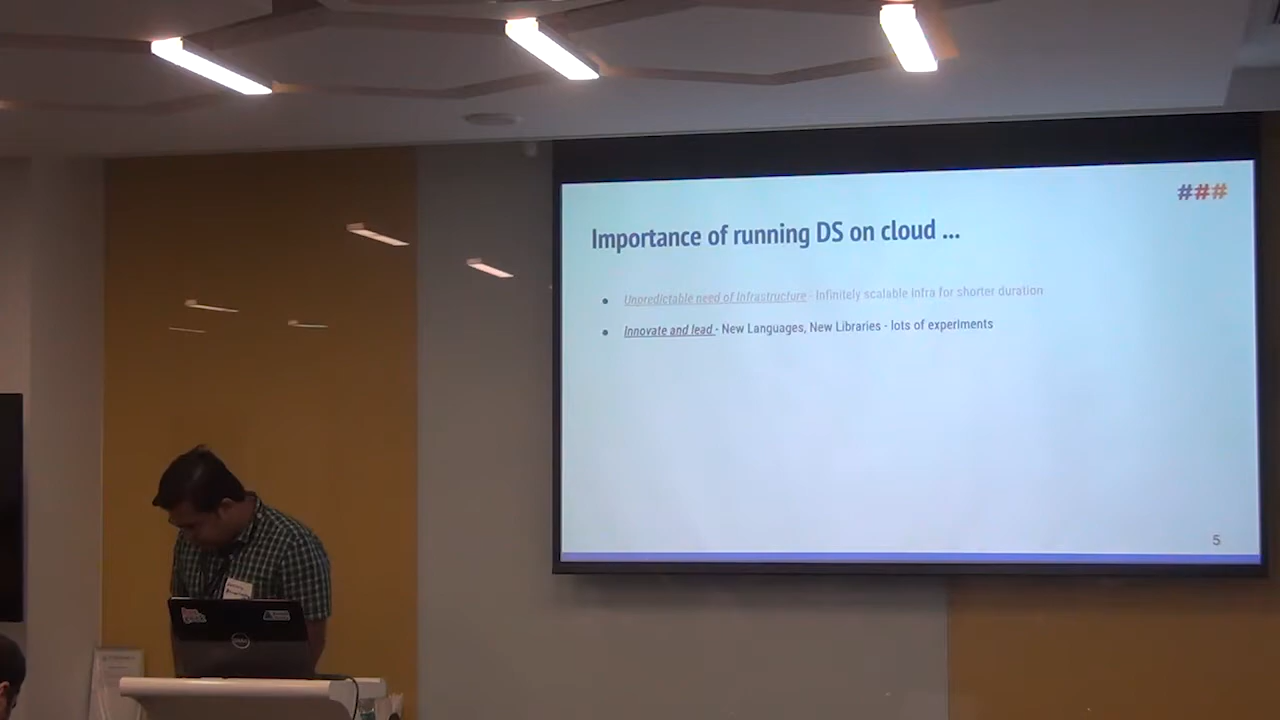 ###
Importance of running DS on cloud ...
● Unpredictable need of Infrastructure - Infinitely scalable Infra for shorter duration
● Innovate and lead - New Languages, New Libraries - lots of experiments
5
DELL